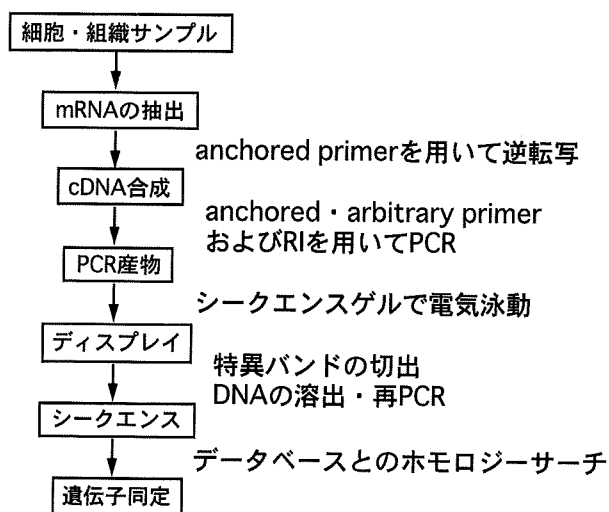 細胞・組織サンプル
mRNAの抽出
anchored primerを用いて逆転写
cDNA合成
anchored・arbitrary primer
およびRIを用いてPCR
PCR産物
シークエンスゲルで電気泳動
ディスプレイ
特異バンドの切出
DNAの溶出・再PCR
シークエンス
データベースとのホモロジーサーチ
遺伝子同定